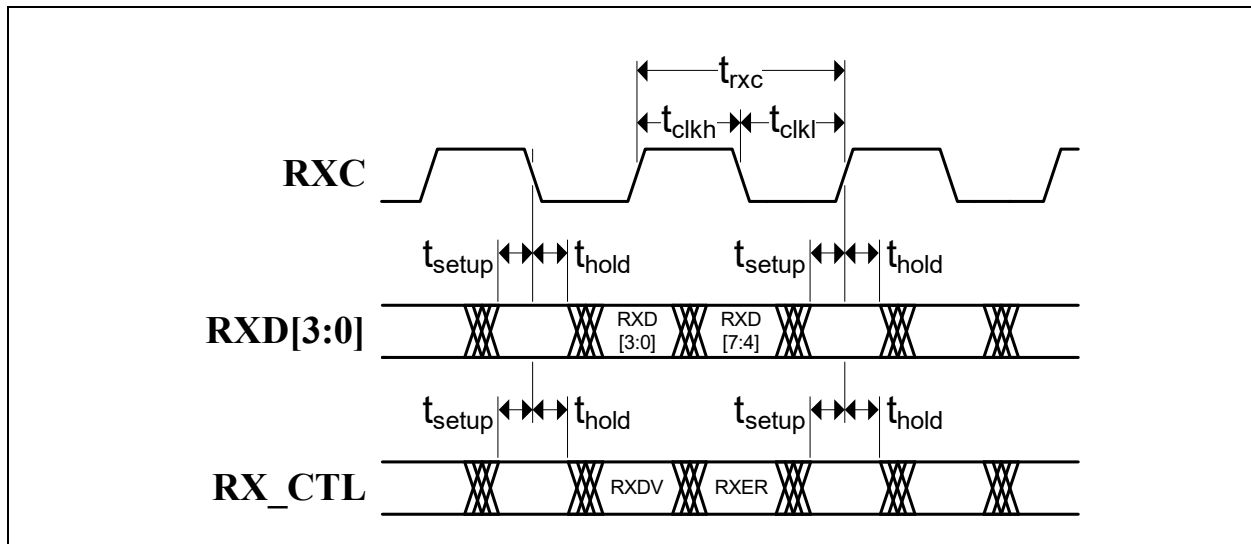 t_rxc
t_clkh t_clkl
RXC
t_setup t_hold t_setup t_hold
RXD[3:0] RXD [3:0] RXD [7:4]
t_setup t_hold t_setup t_hold
RX_CTL RXDV RXER